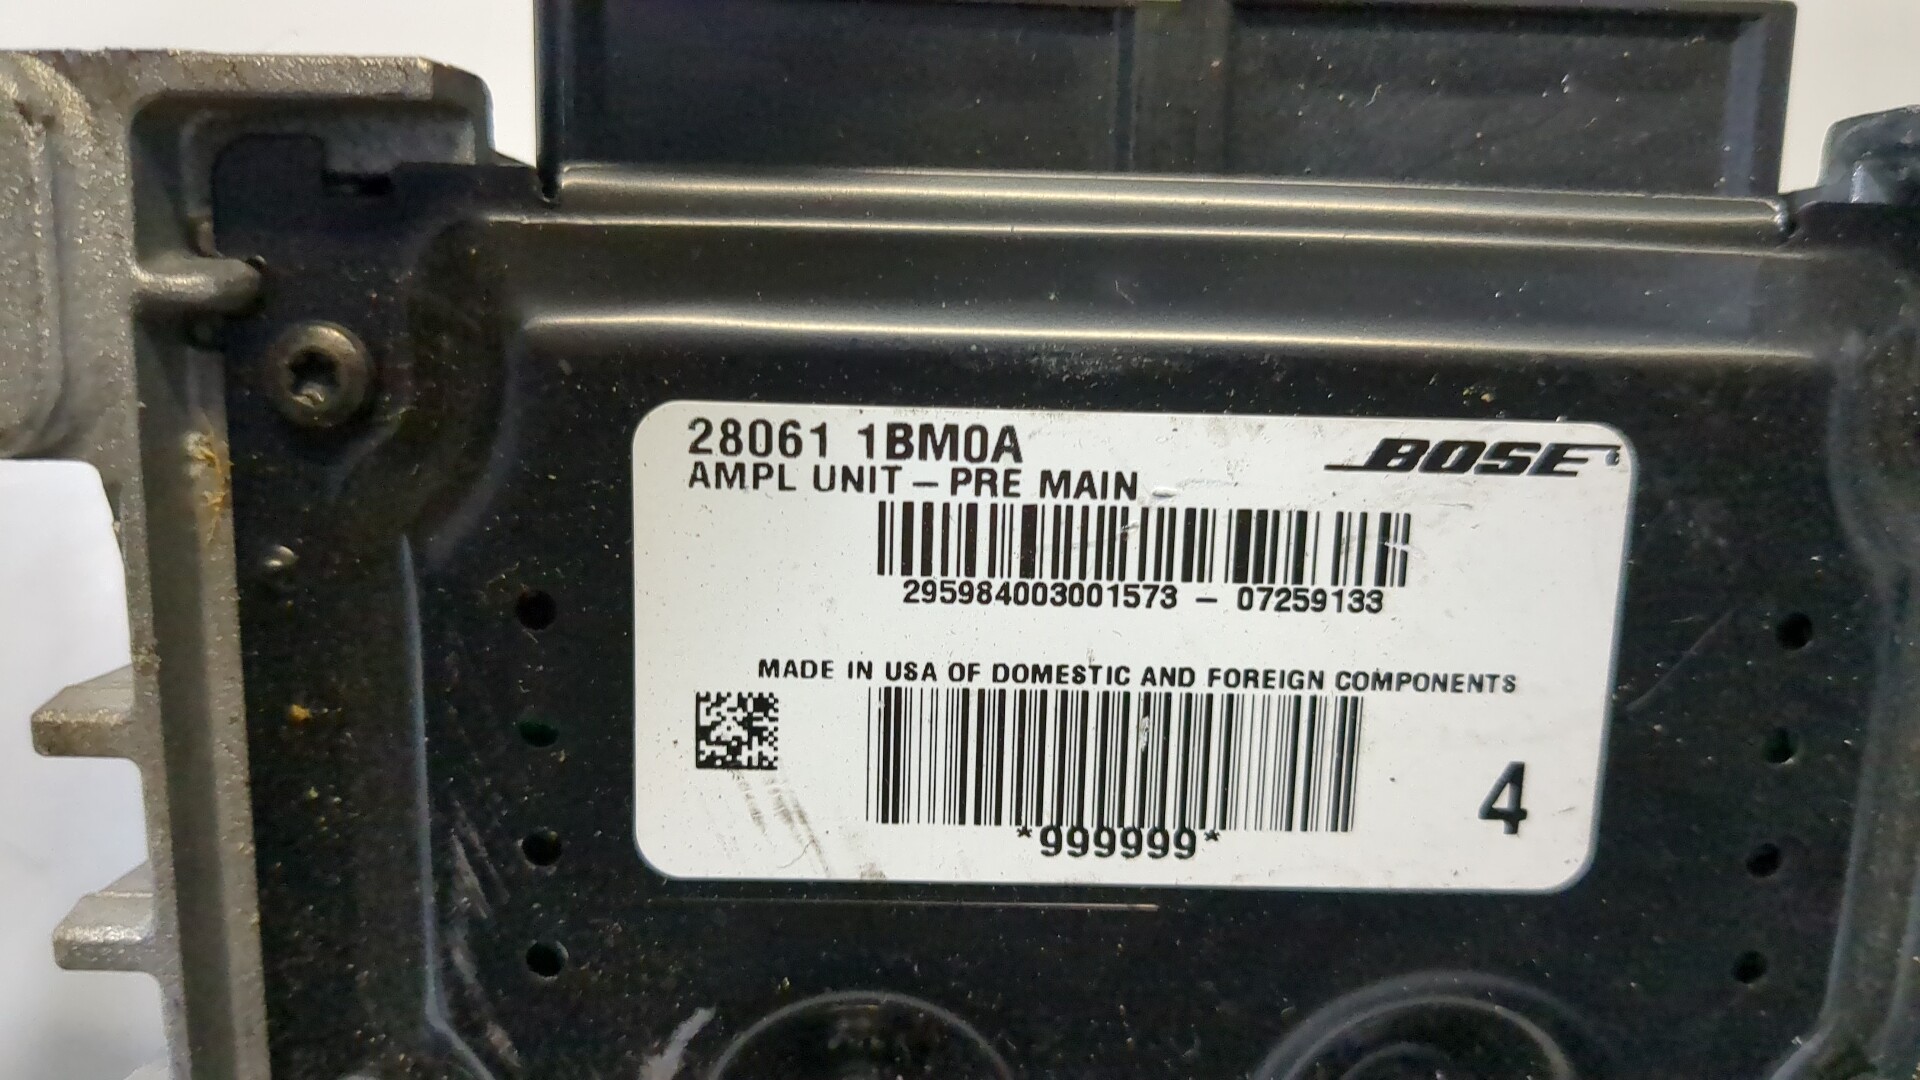 28061 1BM0A
BOSE
AMPL UNIT – PRE MAIN
295984003001573 – 07259133
MADE IN USA OF DOMESTIC AND FOREIGN COMPONENTS
4
*999999*